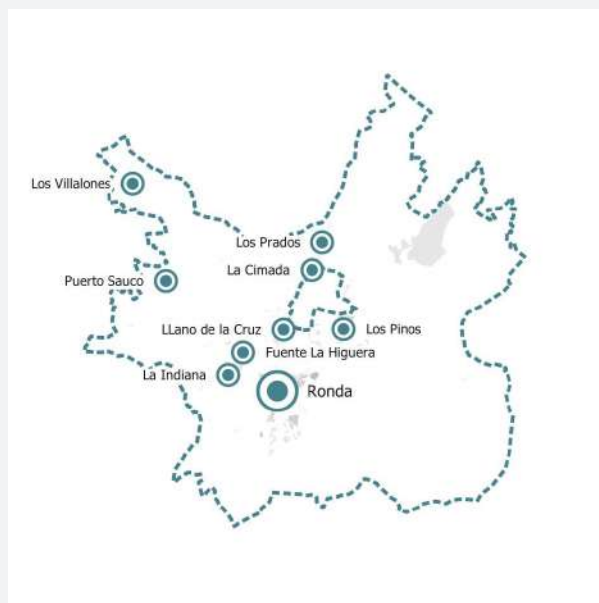 Los Villalones
Los Prados
La Cimada
Puerto Sauco
LLano de la Cruz
Los Pinos
Fuente La Higuera
La Indiana
Ronda